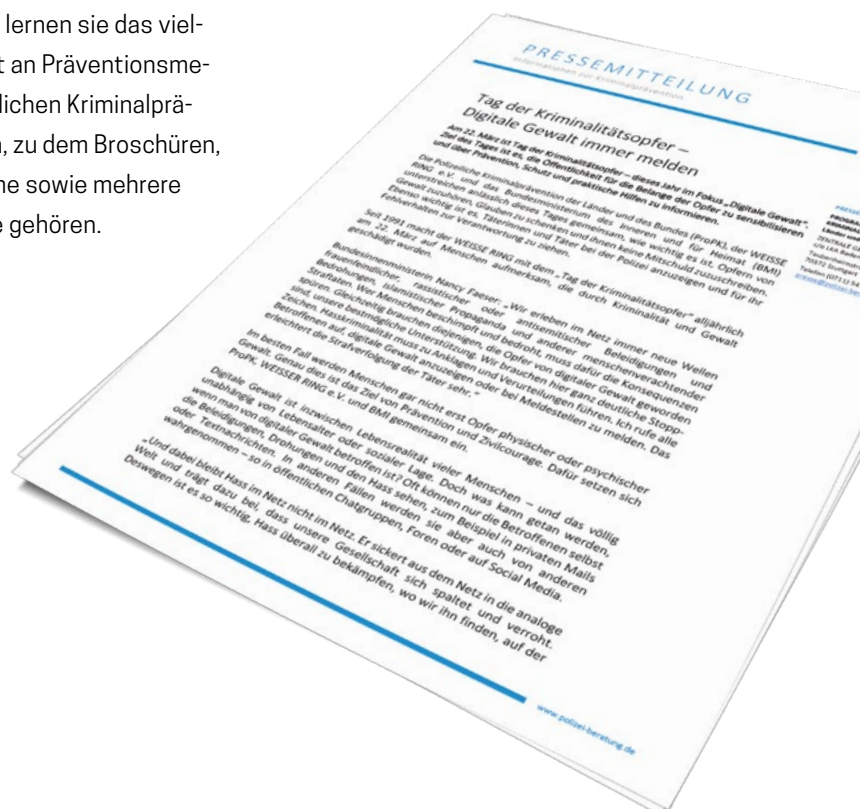 lernen sie das viel-
t an Präventionsme-
lichen Kriminalprä-
, zu dem Broschüren,
me sowie mehrere
e gehören.
PRESSEMITTEILUNG
Informationen zur Kriminalprävention
Tag der Kriminalitätsopfer –
Digitale Gewalt immer melden
Am 22. März ist Tag der Kriminalitätsopfer – dieses Jahr im Fokus „Digitale Gewalt“.
Ziel des Tages ist es, die Öffentlichkeit für die Belange der Opfer zu sensibilisieren
und über Prävention, Schutz und praktische Hilfen zu informieren.
Die Polizeiliche Kriminalprävention der Länder und des Bundes (ProPK), der WEISSE
RING e.V. und das Bundesministerium des Inneren und für Heimat (BMI)
unterstreichen anlässlich dieses Tages gemeinsam, wie wichtig es ist, Opfern von
Gewalt zuzuhören, Glauben zu schenken und ihnen keine Mitschuld zuzuschreiben.
Ebenso wichtig ist es, Täterinnen und Täter bei der Polizei anzuzeigen und für ihr
Fehlverhalten zur Verantwortung zu ziehen.
Seit 1991 macht der WEISSE RING mit dem „Tag der Kriminalitätsopfer“ alljährlich
am 22. März auf Menschen aufmerksam, die durch Kriminalität und Gewalt
geschädigt wurden.
Bundesinnenministerin Nancy Faeser: „Wir erleben im Netz immer neue Wellen
frauenfeindlicher, rassistischer oder antisemitischer Beleidigungen und
Bedrohungen, islamistischer Propaganda und anderer menschenverachtender
Straftaten. Wer Menschen beschimpft und bedroht, muss dafür die Konsequenzen
spüren. Gleichzeitig brauchen diejenigen, die Opfer von digitaler Gewalt geworden
sind, unsere bestmögliche Unterstützung. Wir brauchen hier ganz deutliche Stopp-
Zeichen. Hasskriminalität muss zu Anklagen und Verurteilungen führen. Ich rufe alle
Betroffenen auf, digitale Gewalt anzuzeigen oder bei Meldestellen zu melden. Das
erleichtert die Strafverfolgung der Täter sehr.“
Im besten Fall werden Menschen gar nicht erst Opfer physischer oder psychischer
Gewalt. Genau dies ist das Ziel von Prävention und Zivilcourage. Dafür setzen sich
ProPK, WEISSER RING e.V. und BMI gemeinsam ein.
Digitale Gewalt ist inzwischen Lebensrealität vieler Menschen – und das völlig
unabhängig von Lebensalter oder sozialer Lage. Doch was kann getan werden,
wenn man von digitaler Gewalt betroffen ist? Oft können nur die Betroffenen selbst
die Beleidigungen, Drohungen und den Hass sehen, zum Beispiel in privaten Mails
oder Textnachrichten. In anderen Fällen werden sie aber auch von anderen
wahrgenommen – so in öffentlichen Chatgruppen, Foren oder auf Social Media.
„Und dabei bleibt Hass im Netz nicht im Netz. Er sickert aus dem Netz in die analoge
Welt und trägt dazu bei, dass unsere Gesellschaft sich spaltet und verroht.
Deswegen ist es so wichtig, Hass überall zu bekämpfen, wo wir ihn finden, auf der
www.polizei-beratung.de
ZENTRALE
70372 Stuttgart